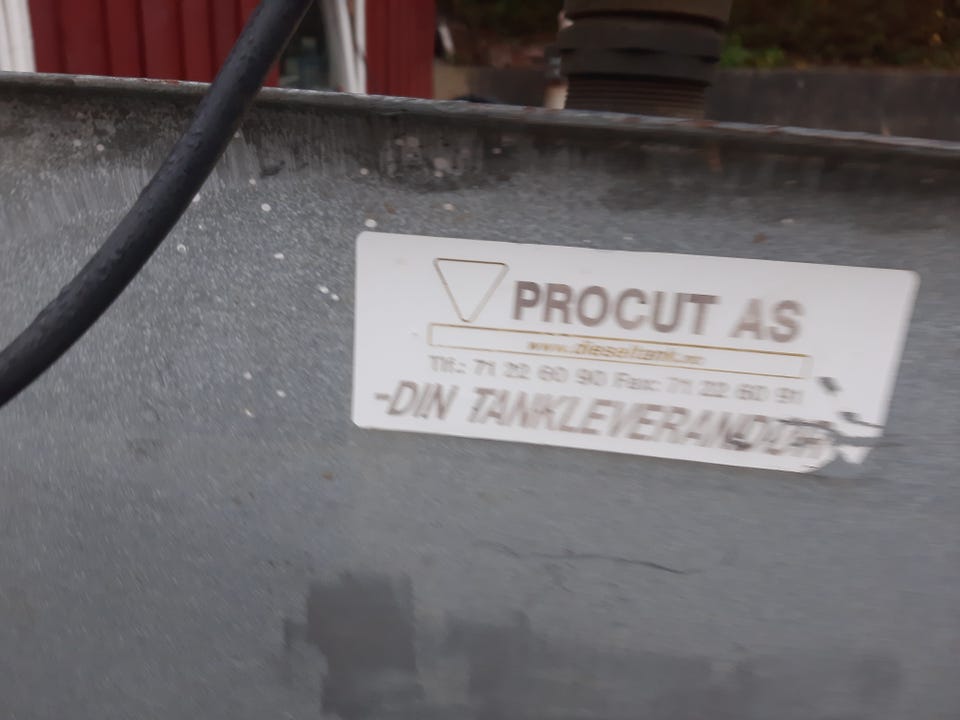 PROCUT AS
www.dieseltank.no
Tlf.: 71 22 60 90 Fax: 71 22 60 91
-DIN TANKLEVERANDØR